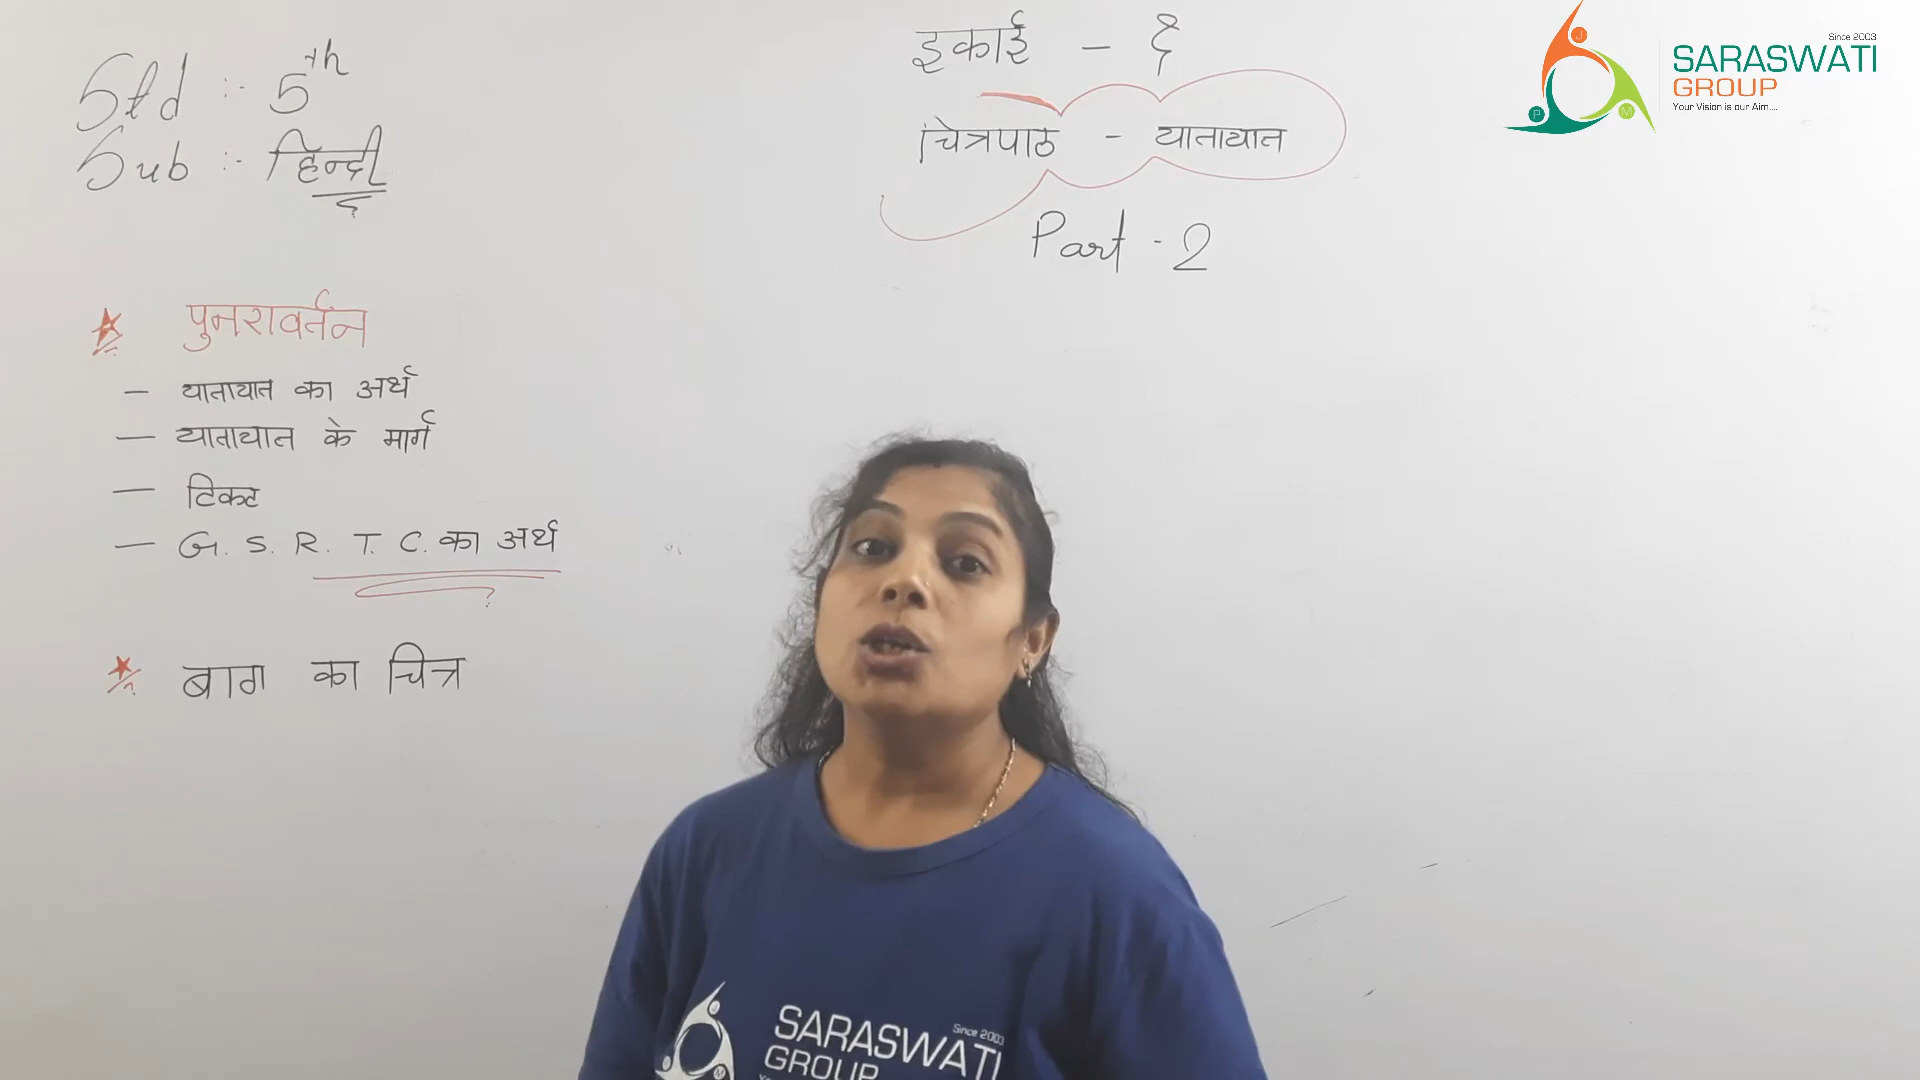 Std :- 5th
Sub :- हिन्दी
इकाई - १
चित्रपाठ - यातायात
Part - 2
★ पुनरावर्तन
- यातायात का अर्थ
- यातायात के मार्ग
- टिकट
- G. S. R. T. C. का अर्थ
★ बाग का चित्र
Since 2003
SARASWATI
GROUP
Your Vision is our Aim....
J
P
M
Since 2003
SARASWATI
GROUP